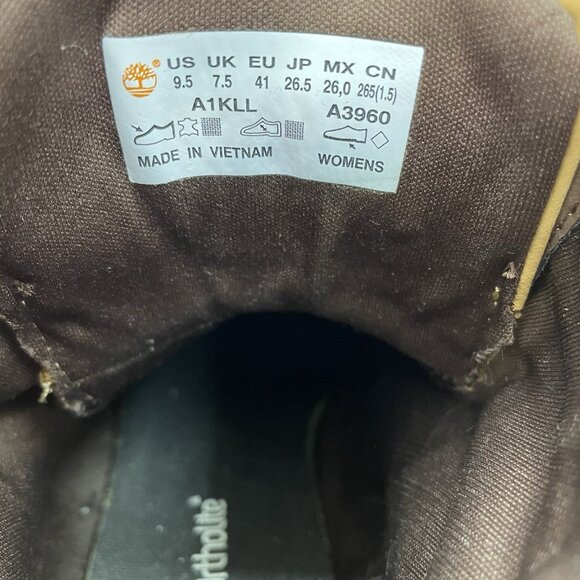 US UK EU JP MX CN
9.5 7.5 41 26.5 26,0 265(1.5)
A1KLL A3960
MADE IN VIETNAM WOMENS
rtholite